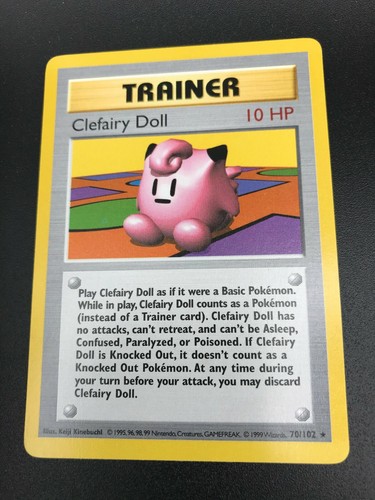 TRAINER
Clefairy Doll 10 HP
Play Clefairy Doll as if it were a Basic Pokémon.
While in play, Clefairy Doll counts as a Pokémon
(instead of a Trainer card). Clefairy Doll has
no attacks, can't retreat, and can't be Asleep,
Confused, Paralyzed, or Poisoned. If Clefairy
Doll is Knocked Out, it doesn't count as a
Knocked Out Pokémon. At any time during
your turn before your attack, you may discard
Clefairy Doll.
Illus. Keiji Kinebuchi © 1995, 96, 98, 99 Nintendo, Creatures, GAMEFREAK. © 1999 Wizards. 70/102 ★